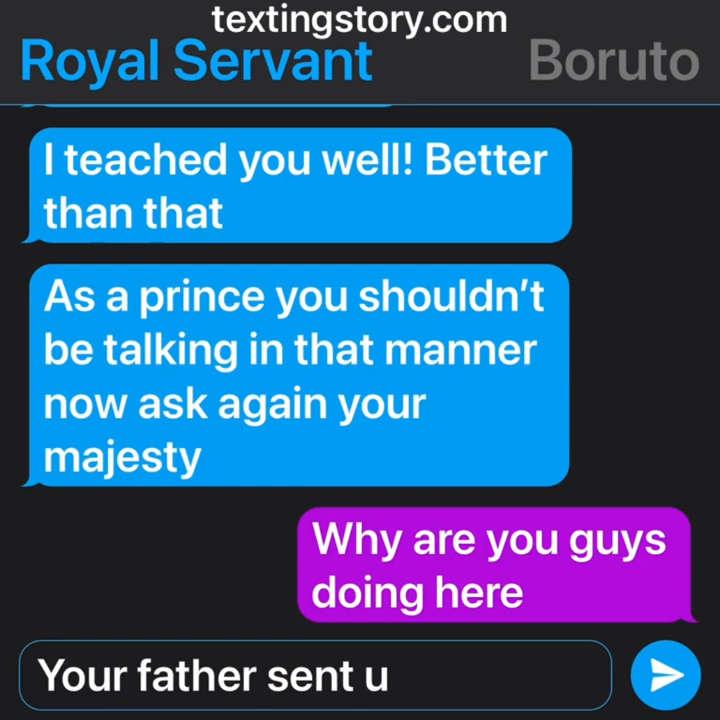 textingstory.com
Royal Servant Boruto
I teached you well! Better
than that
As a prince you shouldn't
be talking in that manner
now ask again your
majesty
Why are you guys
doing here
Your father sent u